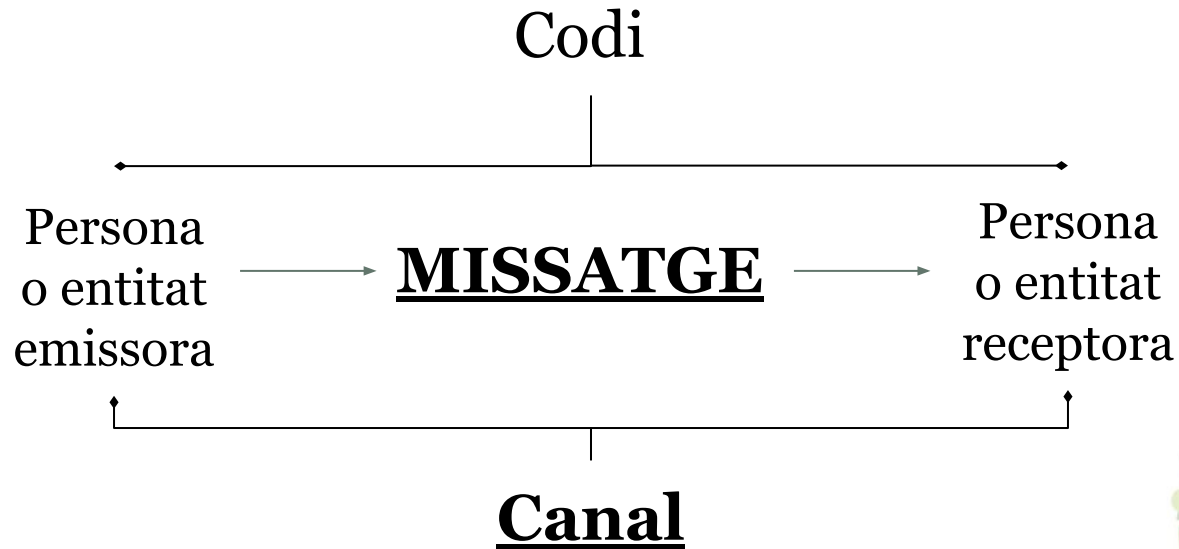 Codi
Persona
o entitat
emissora
MISSATGE
Persona
o entitat
receptora
Canal